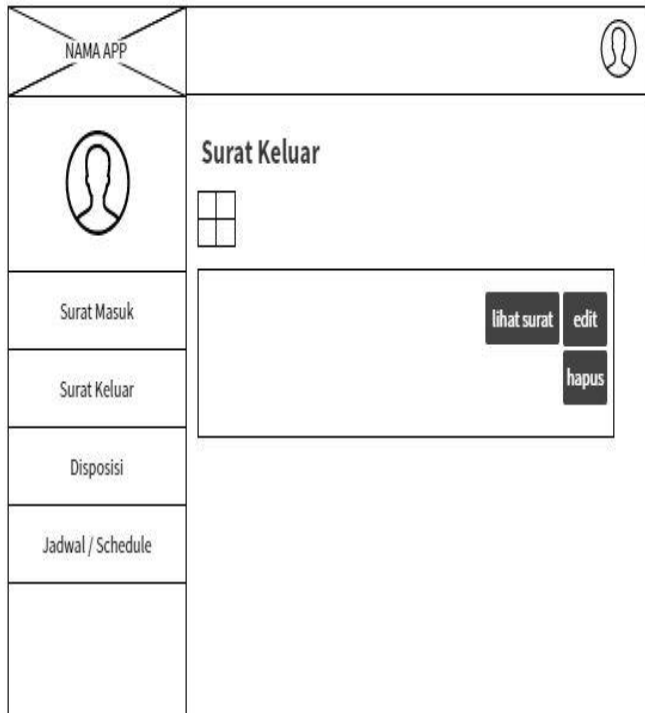 NAMA APP
Surat Keluar
lihat surat
edit
hapus
Surat Masuk
Surat Keluar
Disposisi
Jadwal / Schedule